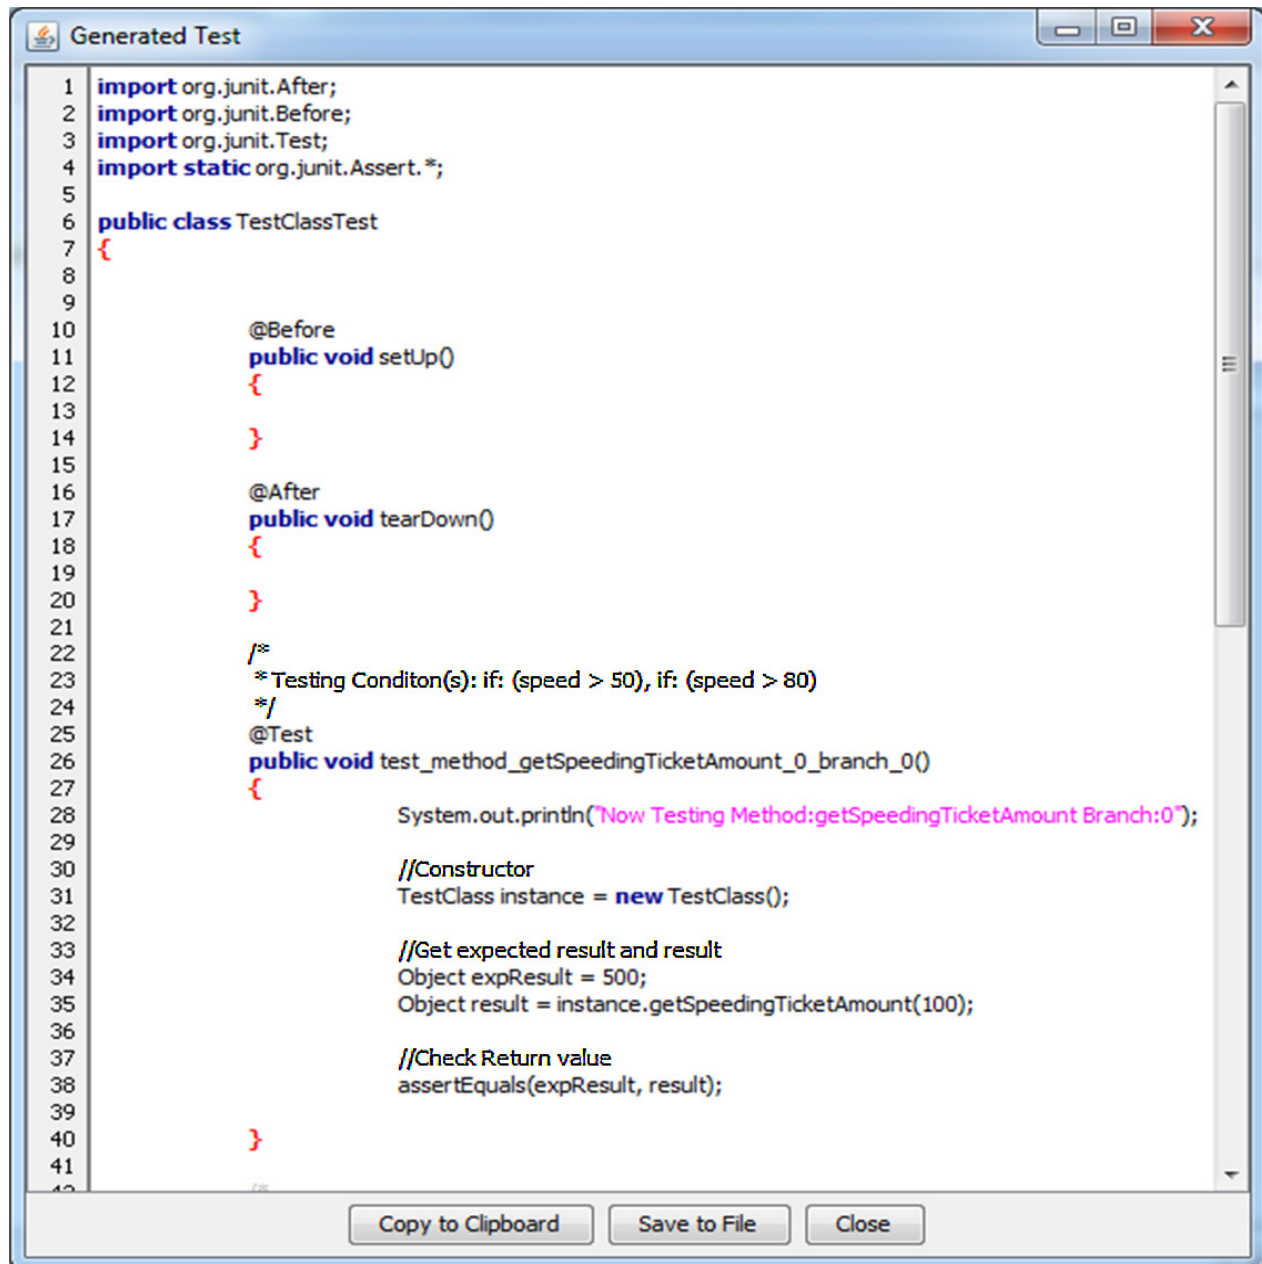 Generated Test
1 import org.junit.After;
2 import org.junit.Before;
3 import org.junit.Test;
4 import static org.junit.Assert.*;
5
6 public class TestClassTest
7 {
8
9
10 @Before
11 public void setUp()
12 {
13
14 }
15
16 @After
17 public void tearDown()
18 {
19
20 }
21
22 /*
23 * Testing Conditon(s): if: (speed > 50), if: (speed > 80)
24 */
25 @Test
26 public void test_method_getSpeedingTicketAmount_0_branch_0()
27 {
28 System.out.println("Now Testing Method:getSpeedingTicketAmount Branch:0");
29
30 //Constructor
31 TestClass instance = new TestClass();
32
33 //Get expected result and result
34 Object expResult = 500;
35 Object result = instance.getSpeedingTicketAmount(100);
36
37 //Check Return value
38 assertEquals(expResult, result);
39
40 }
41
42 /*
Copy to Clipboard Save to File Close